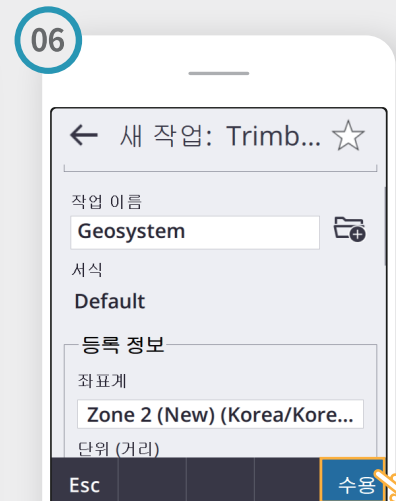 06
새 작업: Trimb...
작업 이름
Geosystem
서식
Default
등록 정보
좌표계
Zone 2 (New) (Korea/Kore...
단위 (거리)
Esc 수용